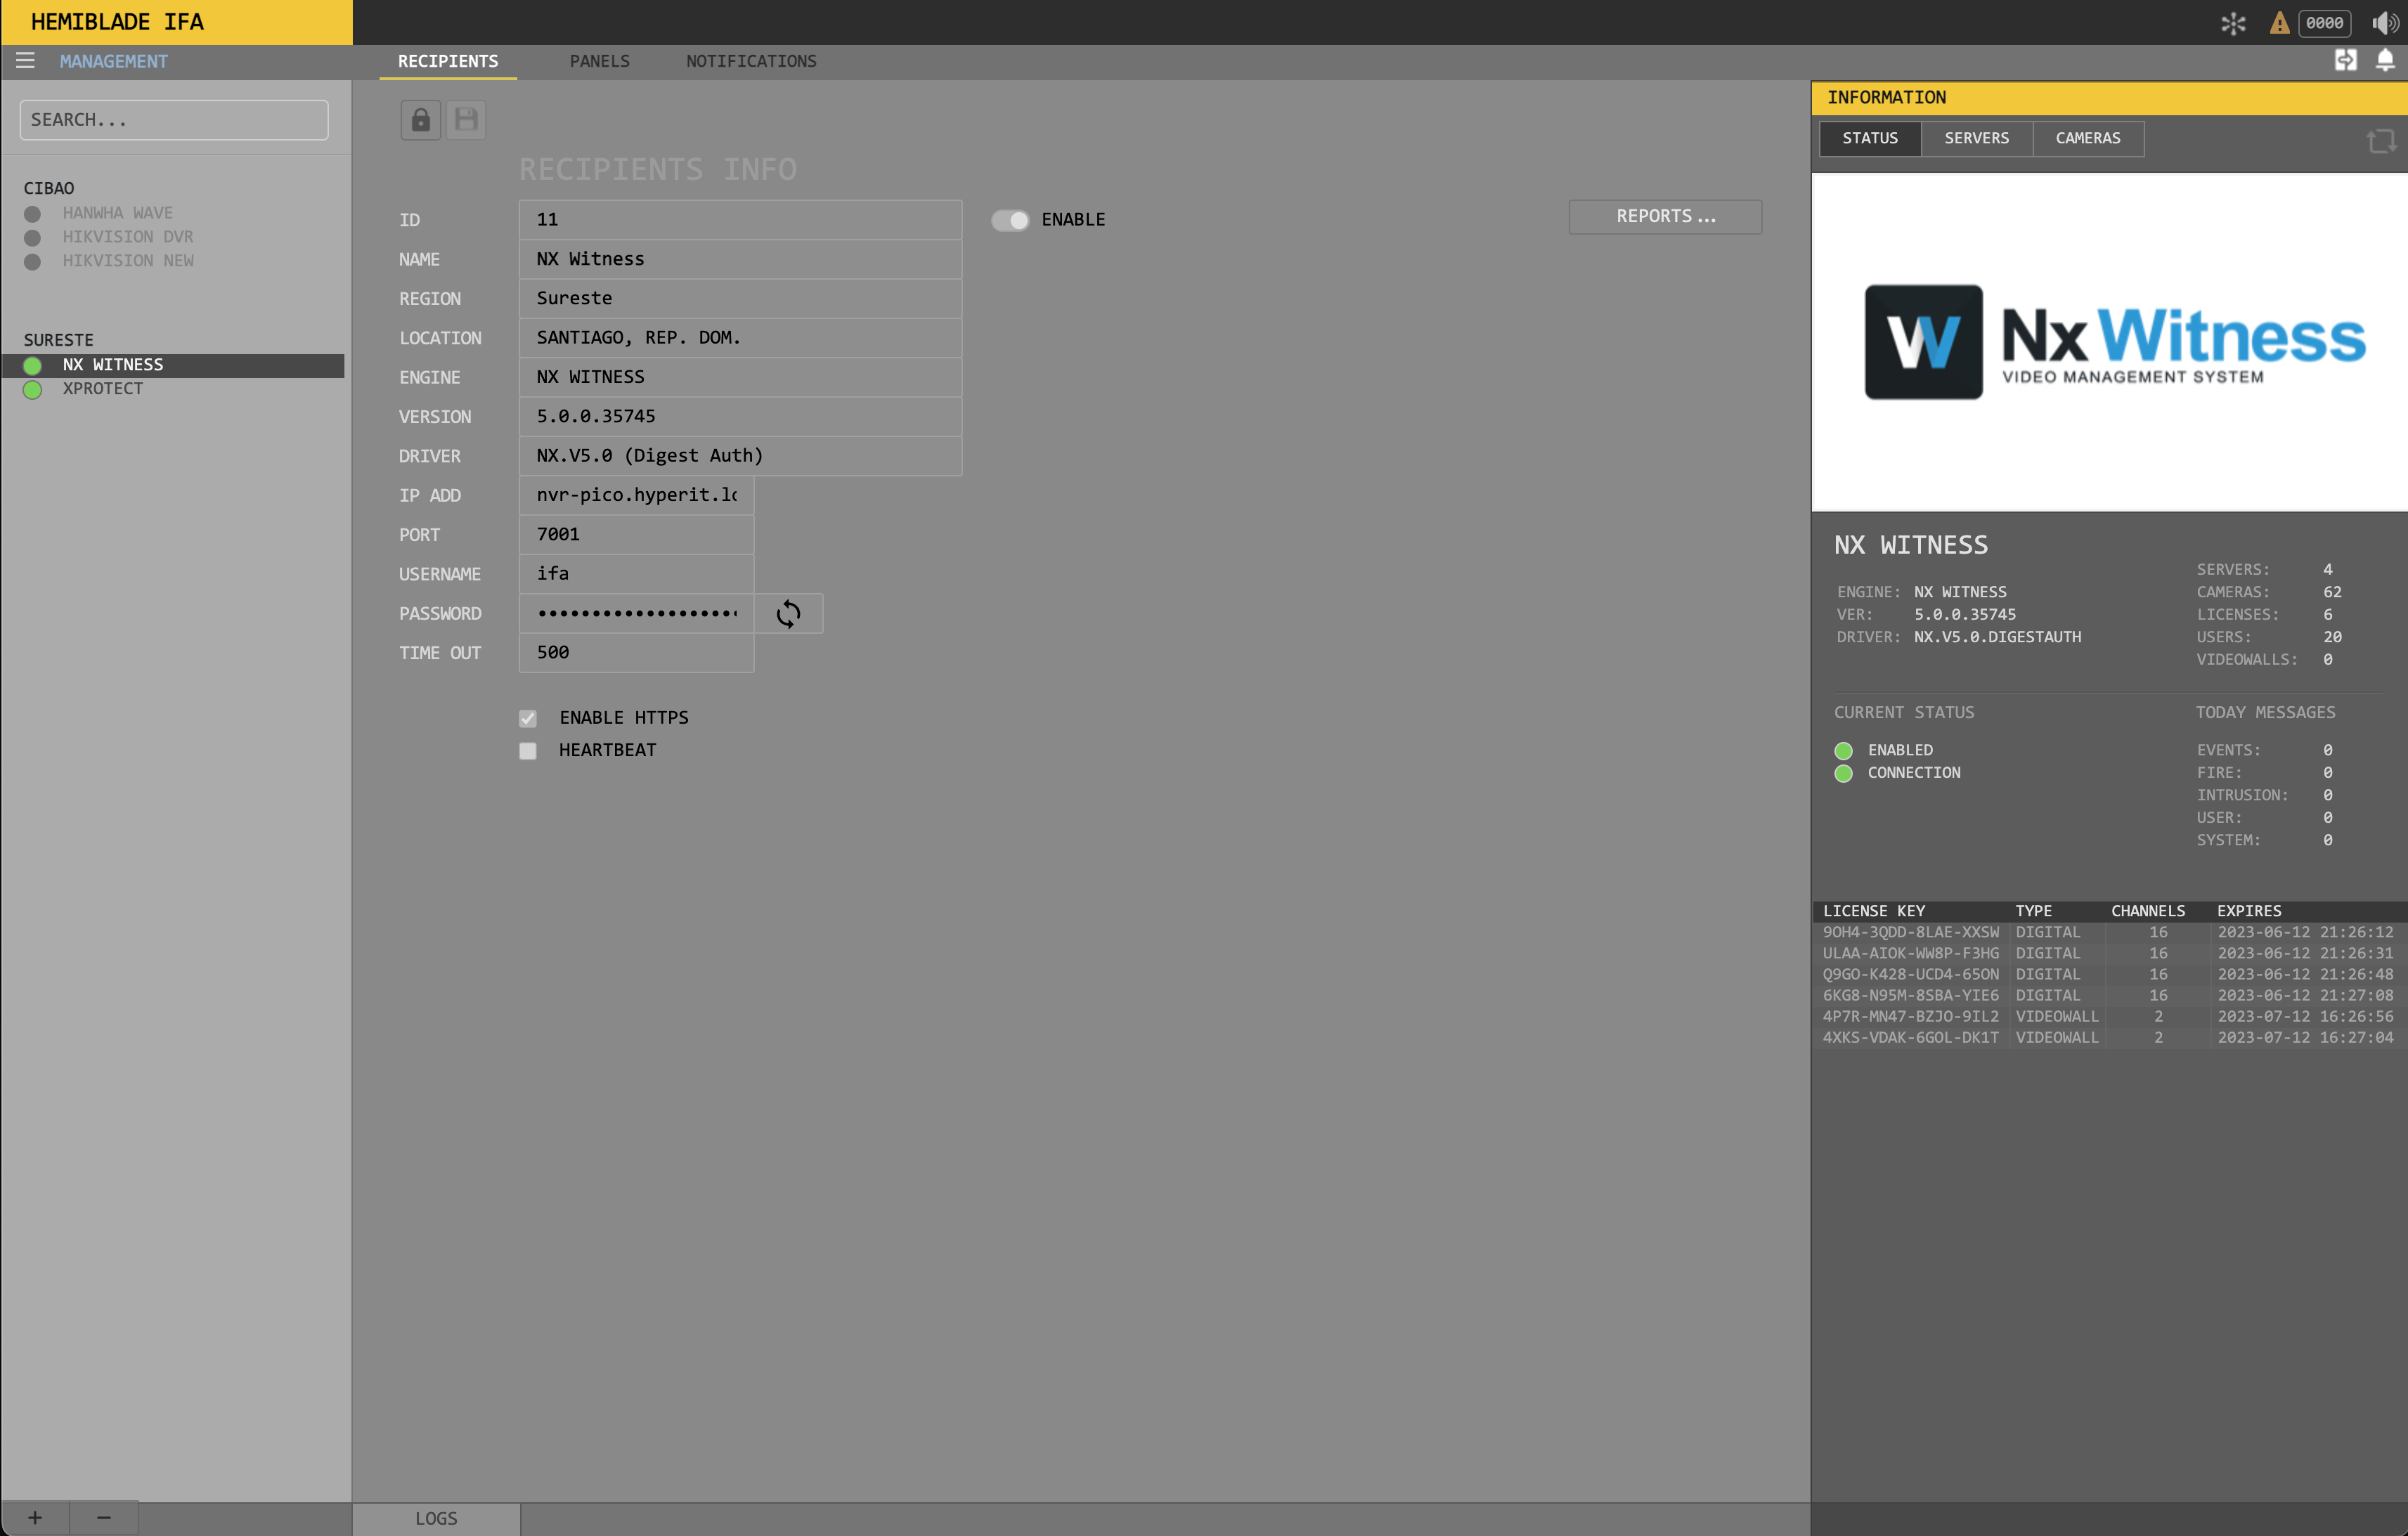 HEMIBLADE IFA
0000
MANAGEMENT
RECIPIENTS PANELS NOTIFICATIONS
SEARCH...
CIBAO
HANWHA WAVE
HIKVISION DVR
HIKVISION NEW
SURESTE
NX WITNESS
XPROTECT
RECIPIENTS INFO
ID 11
ENABLE
REPORTS ...
NAME NX Witness
REGION Sureste
LOCATION SANTIAGO, REP. DOM.
ENGINE NX WITNESS
VERSION 5.0.0.35745
DRIVER NX.V5.0 (Digest Auth)
IP ADD nvr-pico.hyperit.lo
PORT 7001
USERNAME ifa
PASSWORD
TIME OUT 500
ENABLE HTTPS
HEARTBEAT
LOGS
INFORMATION
STATUS SERVERS CAMERAS
W Nx Witness
VIDEO MANAGEMENT SYSTEM
NX WITNESS
ENGINE: NX WITNESS
VER: 5.0.0.35745
DRIVER: NX.V5.0.DIGESTAUTH
SERVERS: 4
CAMERAS: 62
LICENSES: 6
USERS: 20
VIDEOWALLS: 0
CURRENT STATUS
ENABLED
CONNECTION
TODAY MESSAGES
EVENTS: 0
FIRE: 0
INTRUSION: 0
USER: 0
SYSTEM: 0
LICENSE KEY TYPE CHANNELS EXPIRES
9OH4-3QDD-8LAE-XXSW DIGITAL 16 2023-06-12 21:26:12
ULAA-AIOK-WW8P-F3HG DIGITAL 16 2023-06-12 21:26:31
Q9GO-K428-UCD4-65ON DIGITAL 16 2023-06-12 21:26:48
6KG8-N95M-8SBA-YIE6 DIGITAL 16 2023-06-12 21:27:08
4P7R-MN47-BZJO-9IL2 VIDEOWALL 2 2023-07-12 16:26:56
4XKS-VDAK-6GOL-DK1T VIDEOWALL 2 2023-07-12 16:27:04